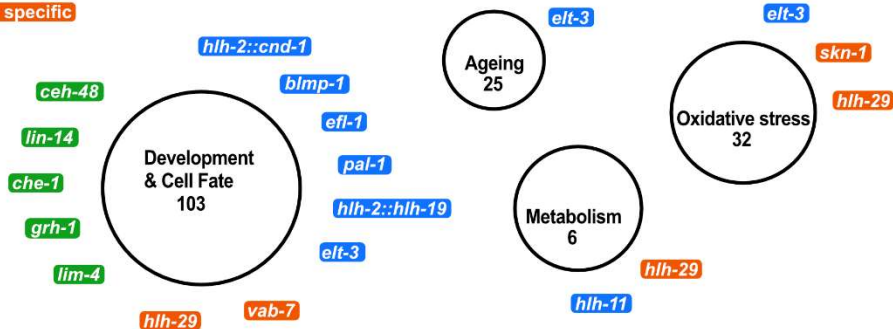 specific
hlh-2::cnd-1
blmp-1
ceh-48
efl-1
lin-14
pal-1
che-1
hlh-2::hlh-19
grh-1
elt-3
lim-4
hlh-29
vab-7
Development
& Cell Fate
103
elt-3
Ageing
25
elt-3
skn-1
hlh-29
Oxidative stress
32
Metabolism
6
hlh-29
hlh-11